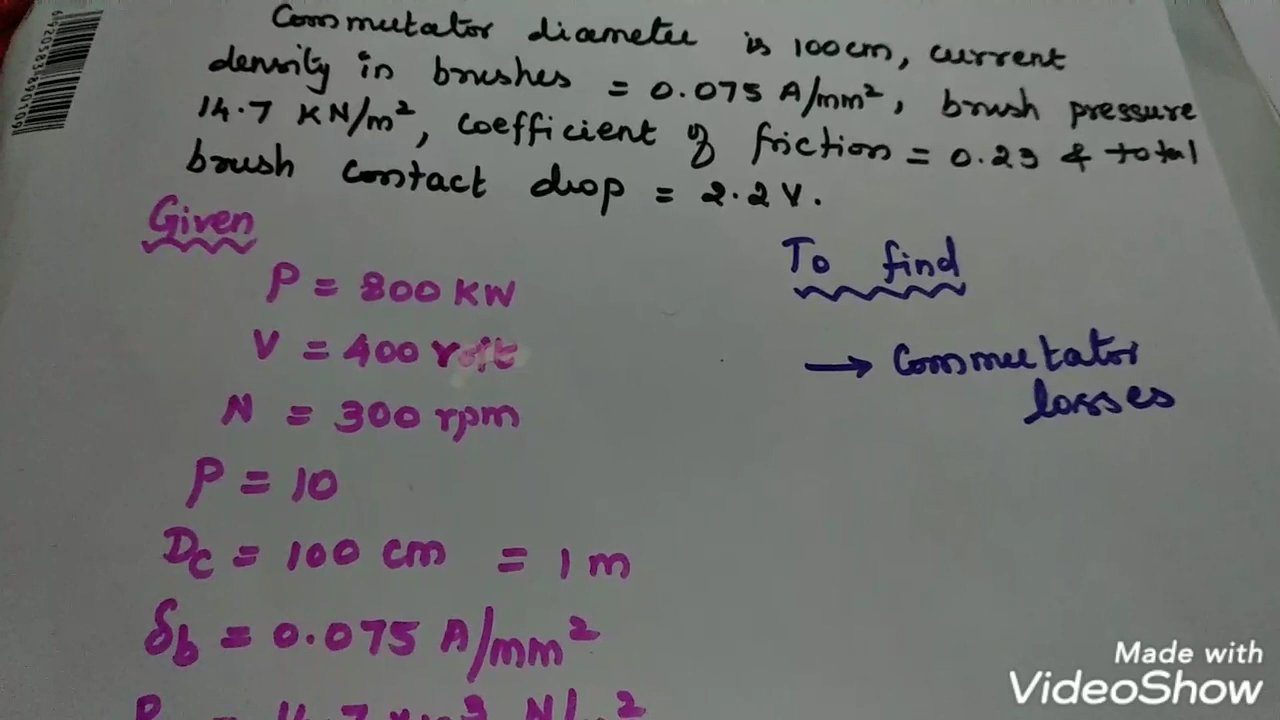 Commutator diameter is 100cm, current
density in brushes = 0.075 A/mm², brush pressure
14.7 KN/m², coefficient of friction = 0.23 & total
brush contact drop = 2.2 V.
Given
To find
P = 800 KW
V = 400 Volt
→ Commutator
losses
N = 300 rpm
P = 10
Dc = 100 cm = 1 m
δb = 0.075 A/mm²
Made with
VideoShow